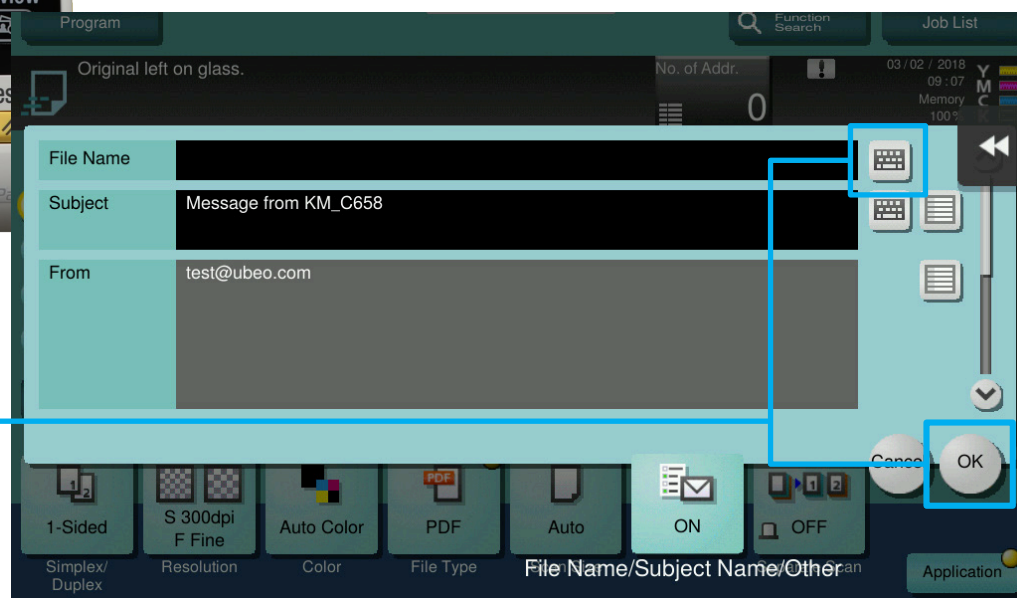 Program
Function
Search
Job List
Original left on glass.
No. of Addr.
0
03/02/2018
09:07
Memory
100%
Y
M
C
K
File Name
Subject
Message from KM_C658
From
test@ubeo.com
Cancel
OK
1-Sided
S 300dpi
F Fine
Auto Color
PDF
PDF
Auto
ON
OFF
Simplex/
Duplex
Resolution
Color
File Type
File Name/Subject Name/Other
Scan
Application